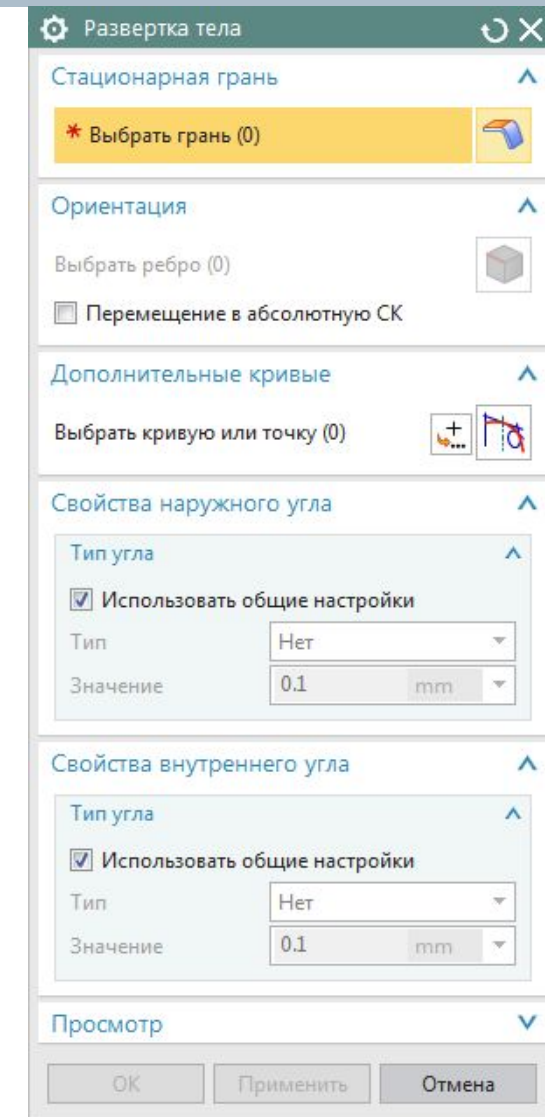 Развертка тела
Стационарная грань
* Выбрать грань (0)
Ориентация
Выбрать ребро (0)
Перемещение в абсолютную СК
Дополнительные кривые
Выбрать кривую или точку (0)
Свойства наружного угла
Тип угла
Использовать общие настройки
Тип Нет
Значение 0.1 mm
Свойства внутреннего угла
Тип угла
Использовать общие настройки
Тип Нет
Значение 0.1 mm
Просмотр
ОК Применить Отмена